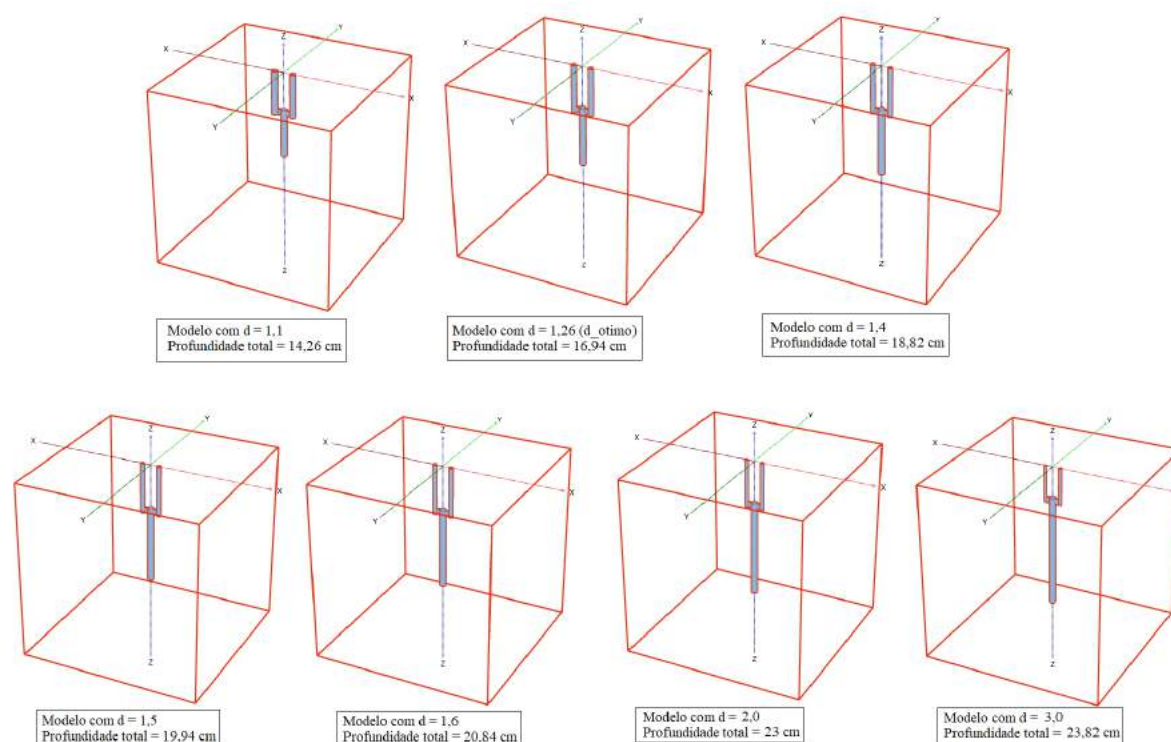 Y
Z
X
X
Y
Z
Modelo com d = 1,1
Profundidade total = 14,26 cm
Y
Z
X
X
Y
Z
Modelo com d = 1,26 (d_otimo)
Profundidade total = 16,94 cm
Y
Z
X
X
Y
Z
Modelo com d = 1,4
Profundidade total = 18,82 cm
Y
Z
X
X
Y
Z
Modelo com d = 1,5
Profundidade total = 19,94 cm
Y
Z
X
X
Y
Z
Modelo com d = 1,6
Profundidade total = 20,84 cm
Y
Z
X
X
Y
Z
Modelo com d = 2,0
Profundidade total = 23 cm
Y
Z
X
X
Y
Z
Modelo com d = 3,0
Profundidade total = 23,82 cm